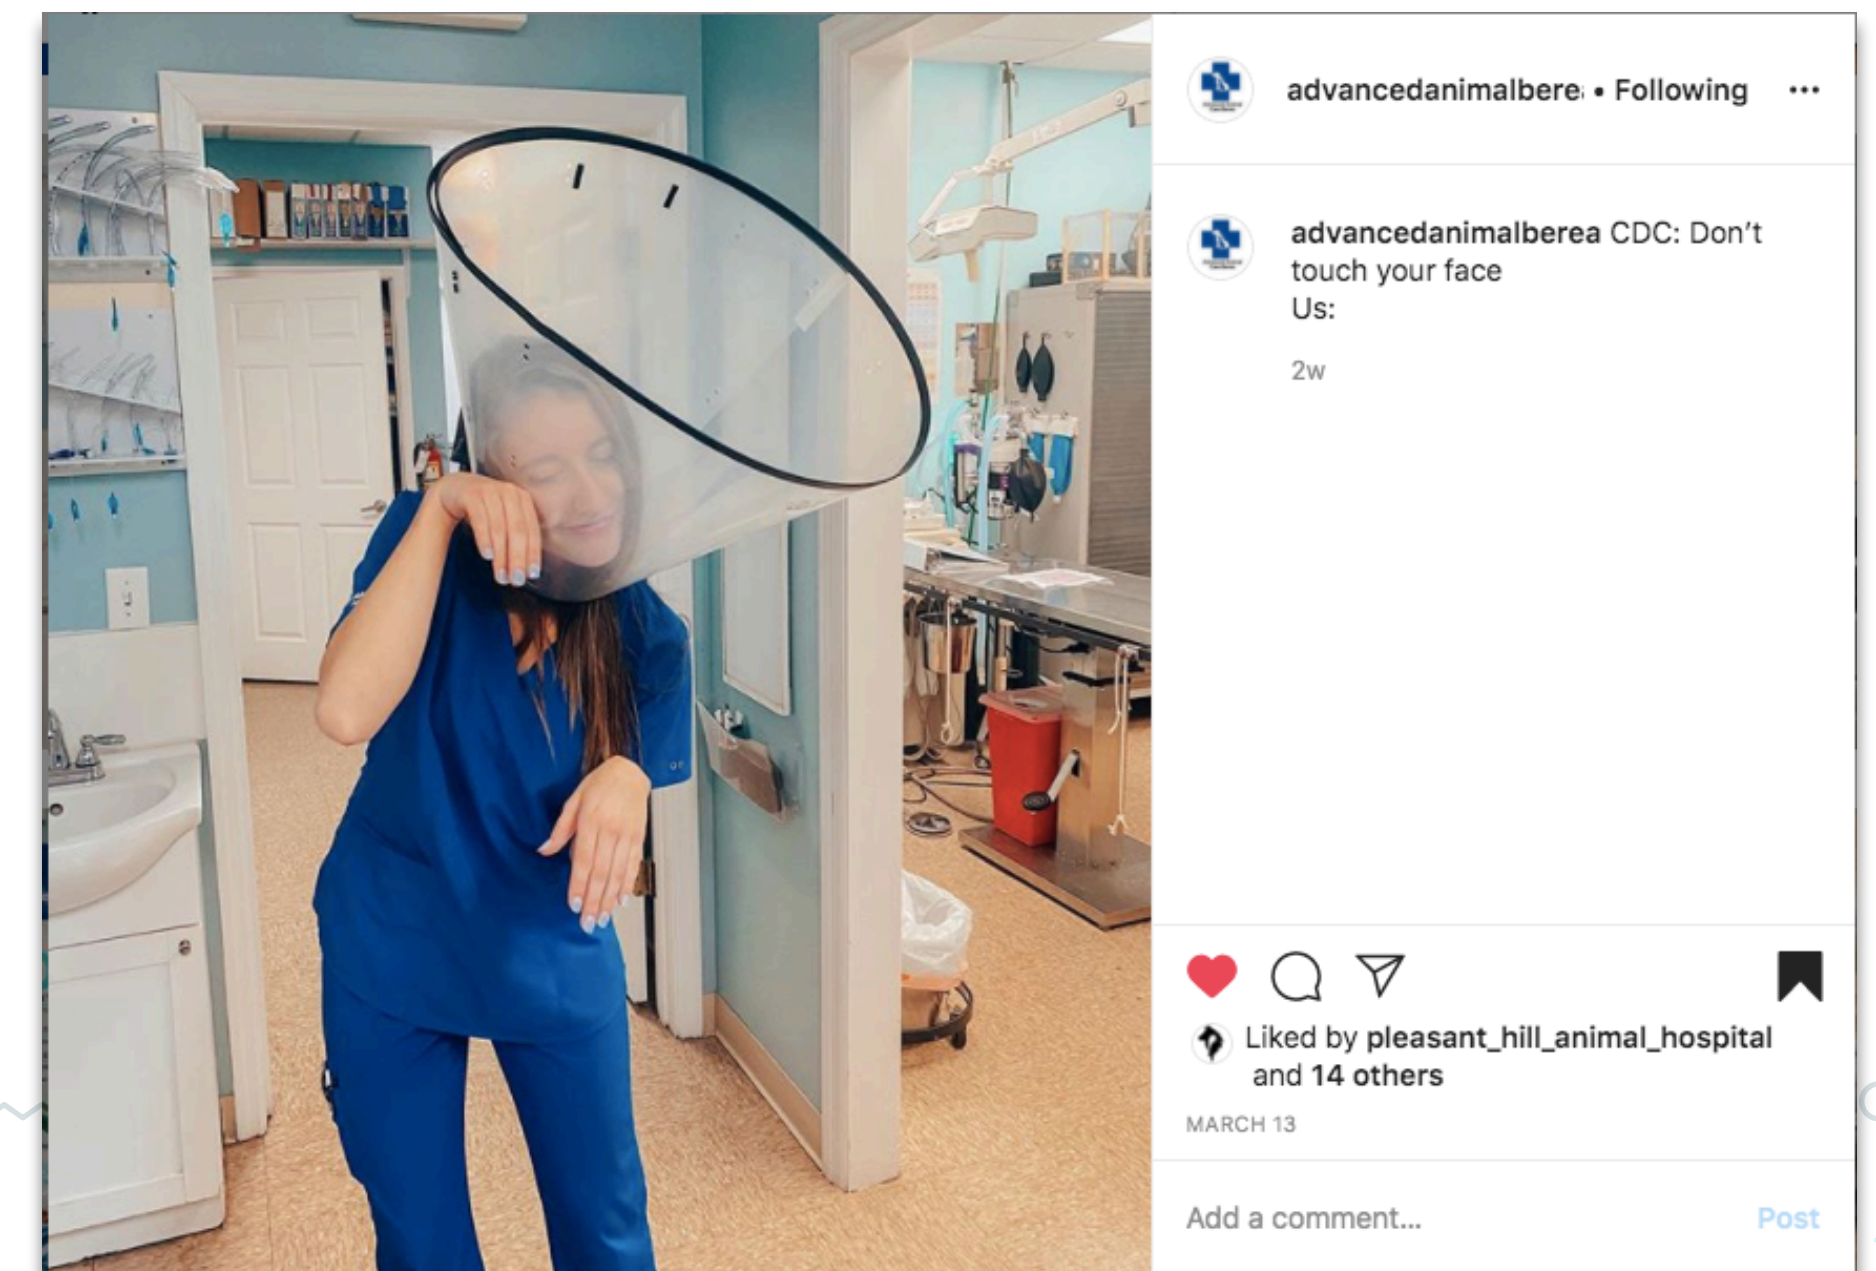 advancedanimalbere • Following
advancedanimalberea CDC: Don't
touch your face
Us:
2w
Liked by pleasant_hill_animal_hospital
and 14 others
MARCH 13
Add a comment...
Post